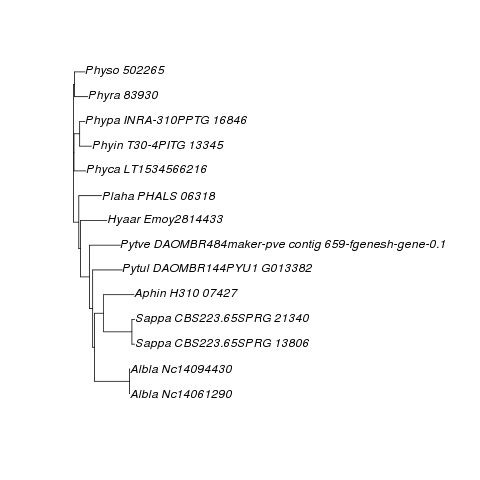 Physo 502265
Phyra 83930
Phypa INRA-310PPTG 16846
Phyin T30-4PITG 13345
Phyca LT1534566216
Plaha PHALS 06318
Hyaar Emoy2814433
Pytve DAOMBR484maker-pve contig 659-fgenesh-gene-0.1
Pytul DAOMBR144PYU1 G013382
Aphin H310 07427
Sappa CBS223.65SPRG 21340
Sappa CBS223.65SPRG 13806
Albla Nc14094430
Albla Nc14061290